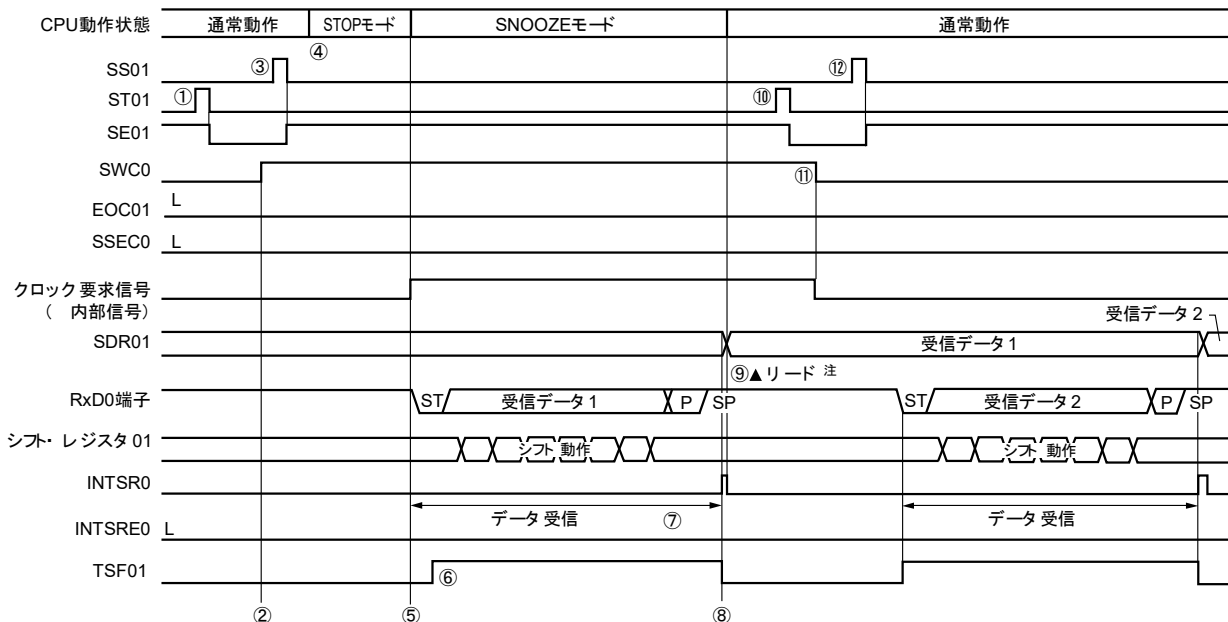 CPU動作状態 通常動作 STOPモード SNOOZEモード 通常動作
④
SS01 ③ ⑫
ST01 ① ⑩
SE01
SWC0 ⑪
EOC01 L
SSEC0 L
クロック要求信号
( 内部信号)
受信データ2
SDR01 受信データ1
⑨▲リード 注
RxD0端子 ST 受信データ1 P SP ST 受信データ2 P SP
シフト・レジスタ01 シフト動作 シフト動作
INTSR0
データ受信 ⑦ データ受信
INTSRE0 L
TSF01 ⑥
② ⑤ ⑧